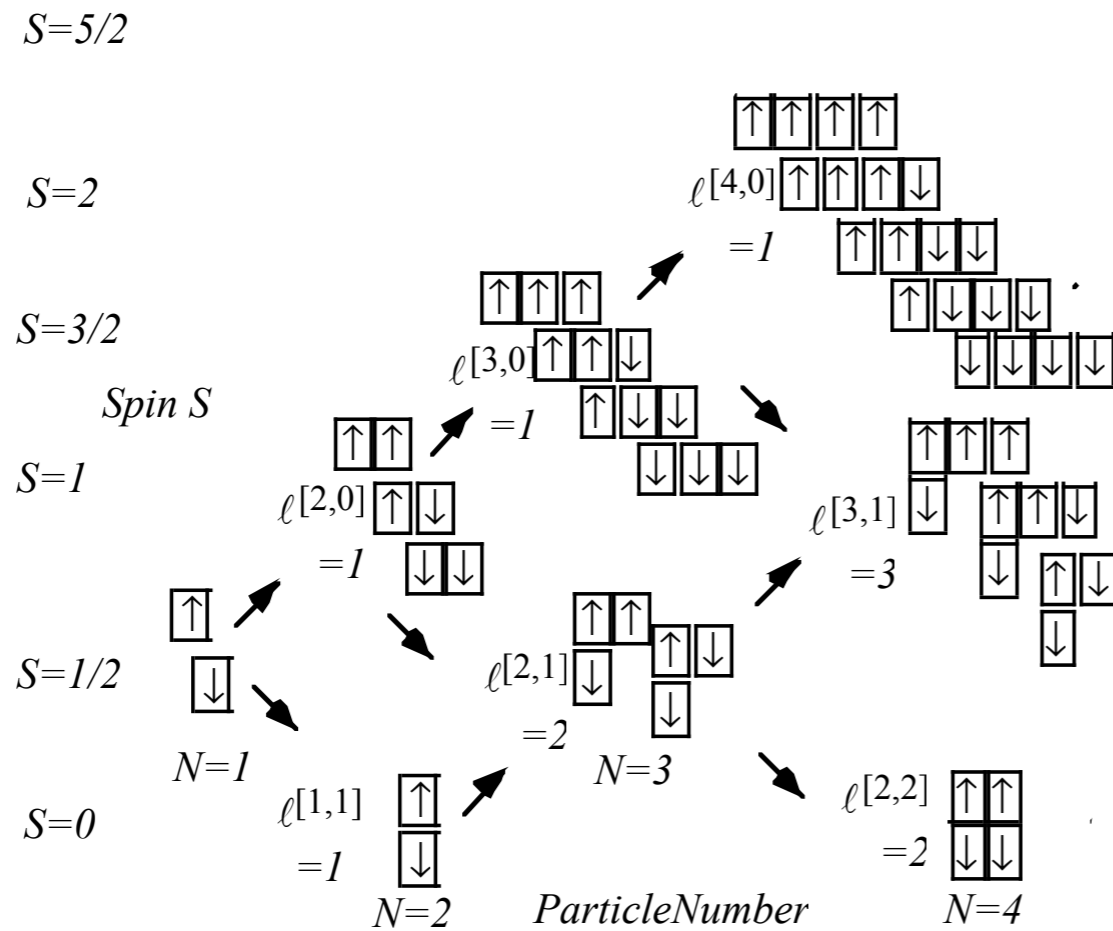 S=5/2
↑ ↑ ↑ ↑
S=2
ℓ[4,0] ↑ ↑ ↑ ↓
=1
↑ ↑ ↓ ↓
↑ ↓ ↓ ↓
↓ ↓ ↓ ↓
S=3/2
↑ ↑ ↑
ℓ[3,0] ↑ ↑ ↓
=1
↑ ↓ ↓
↓ ↓ ↓
Spin S
S=1
↑ ↑
ℓ[2,0] ↑ ↓
=1
↓ ↓
↑ ↑ ↑
↓
ℓ[3,1]
=3
↑ ↑ ↓
↓
↑ ↓
↓
S=1/2
↑
↓
N=1
ℓ[2,1]
=2
↑ ↑
↓
↑ ↓
↓
N=3
S=0
ℓ[1,1]
=1
↑
↓
N=2
ℓ[2,2]
=2
↑ ↑
↓ ↓
N=4
ParticleNumber